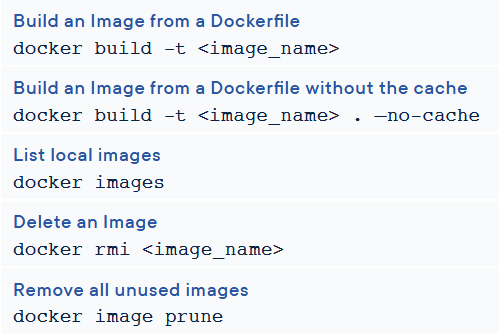 Build an Image from a Dockerfile
docker build -t <image_name>
Build an Image from a Dockerfile without the cache
docker build -t <image_name> . –no-cache
List local images
docker images
Delete an Image
docker rmi <image_name>
Remove all unused images
docker image prune